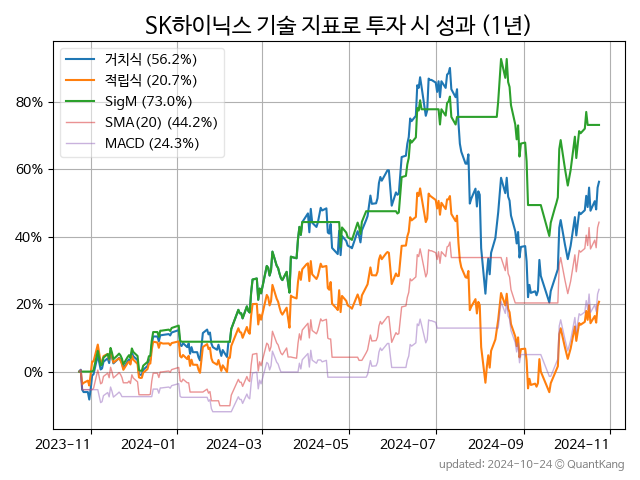 SK하이닉스 기술 지표로 투자 시 성과 (1년)
거치식 (56.2%)
적립식 (20.7%)
SigM (73.0%)
SMA(20) (44.2%)
MACD (24.3%)
80%
60%
40%
20%
0%
2023-11 2024-01 2024-03 2024-05 2024-07 2024-09 2024-11
updated: 2024-10-24 © QuantKang